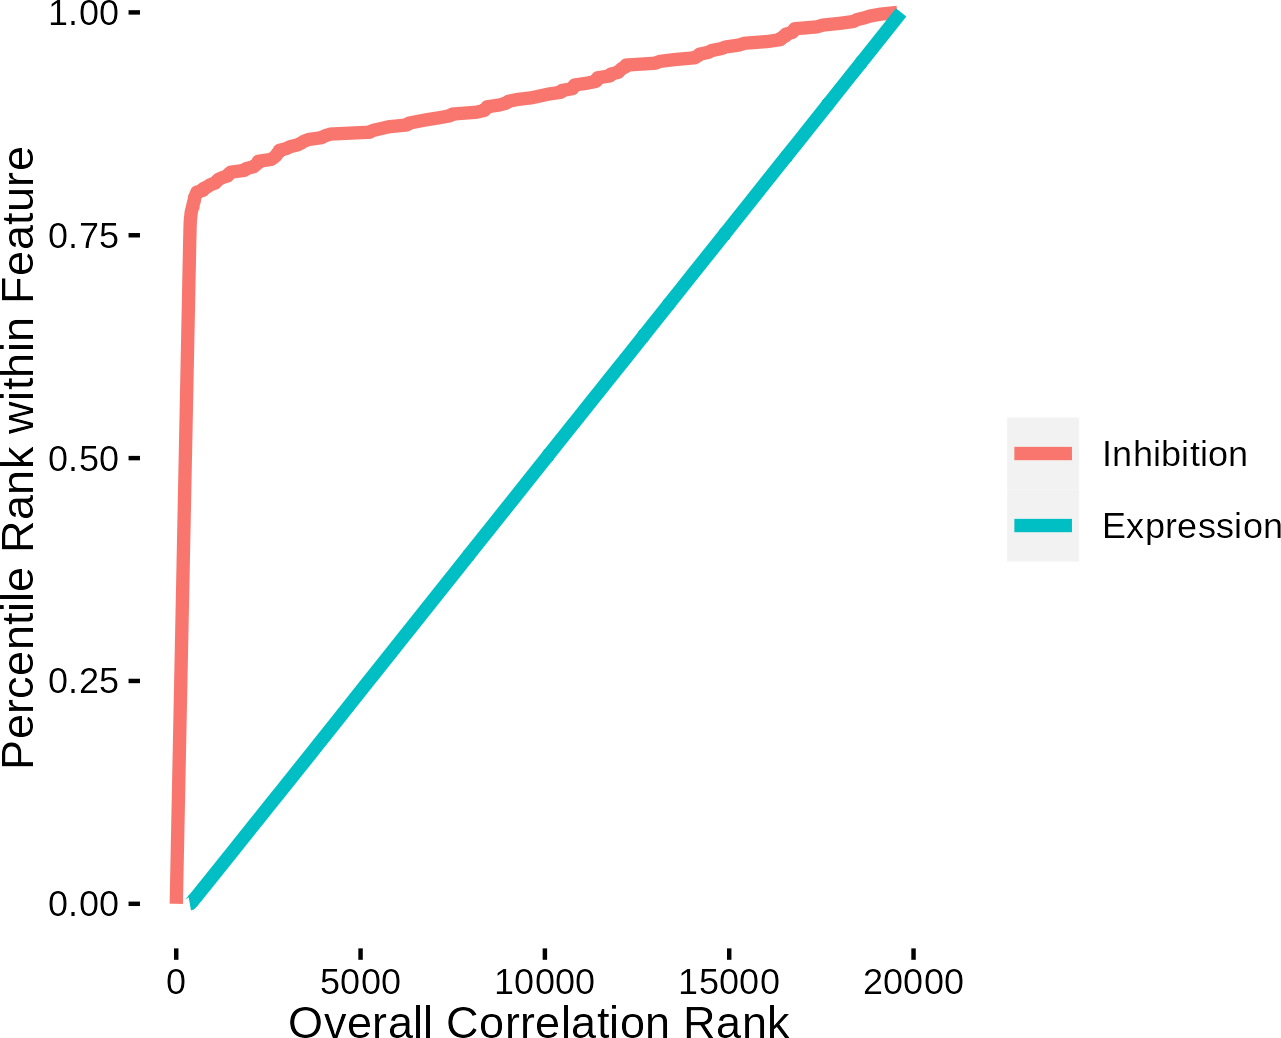 1.00
0.75
0.50
0.25
0.00
Percentile Rank within Feature
0 5000 10000 15000 20000
Overall Correlation Rank
Inhibition
Expression